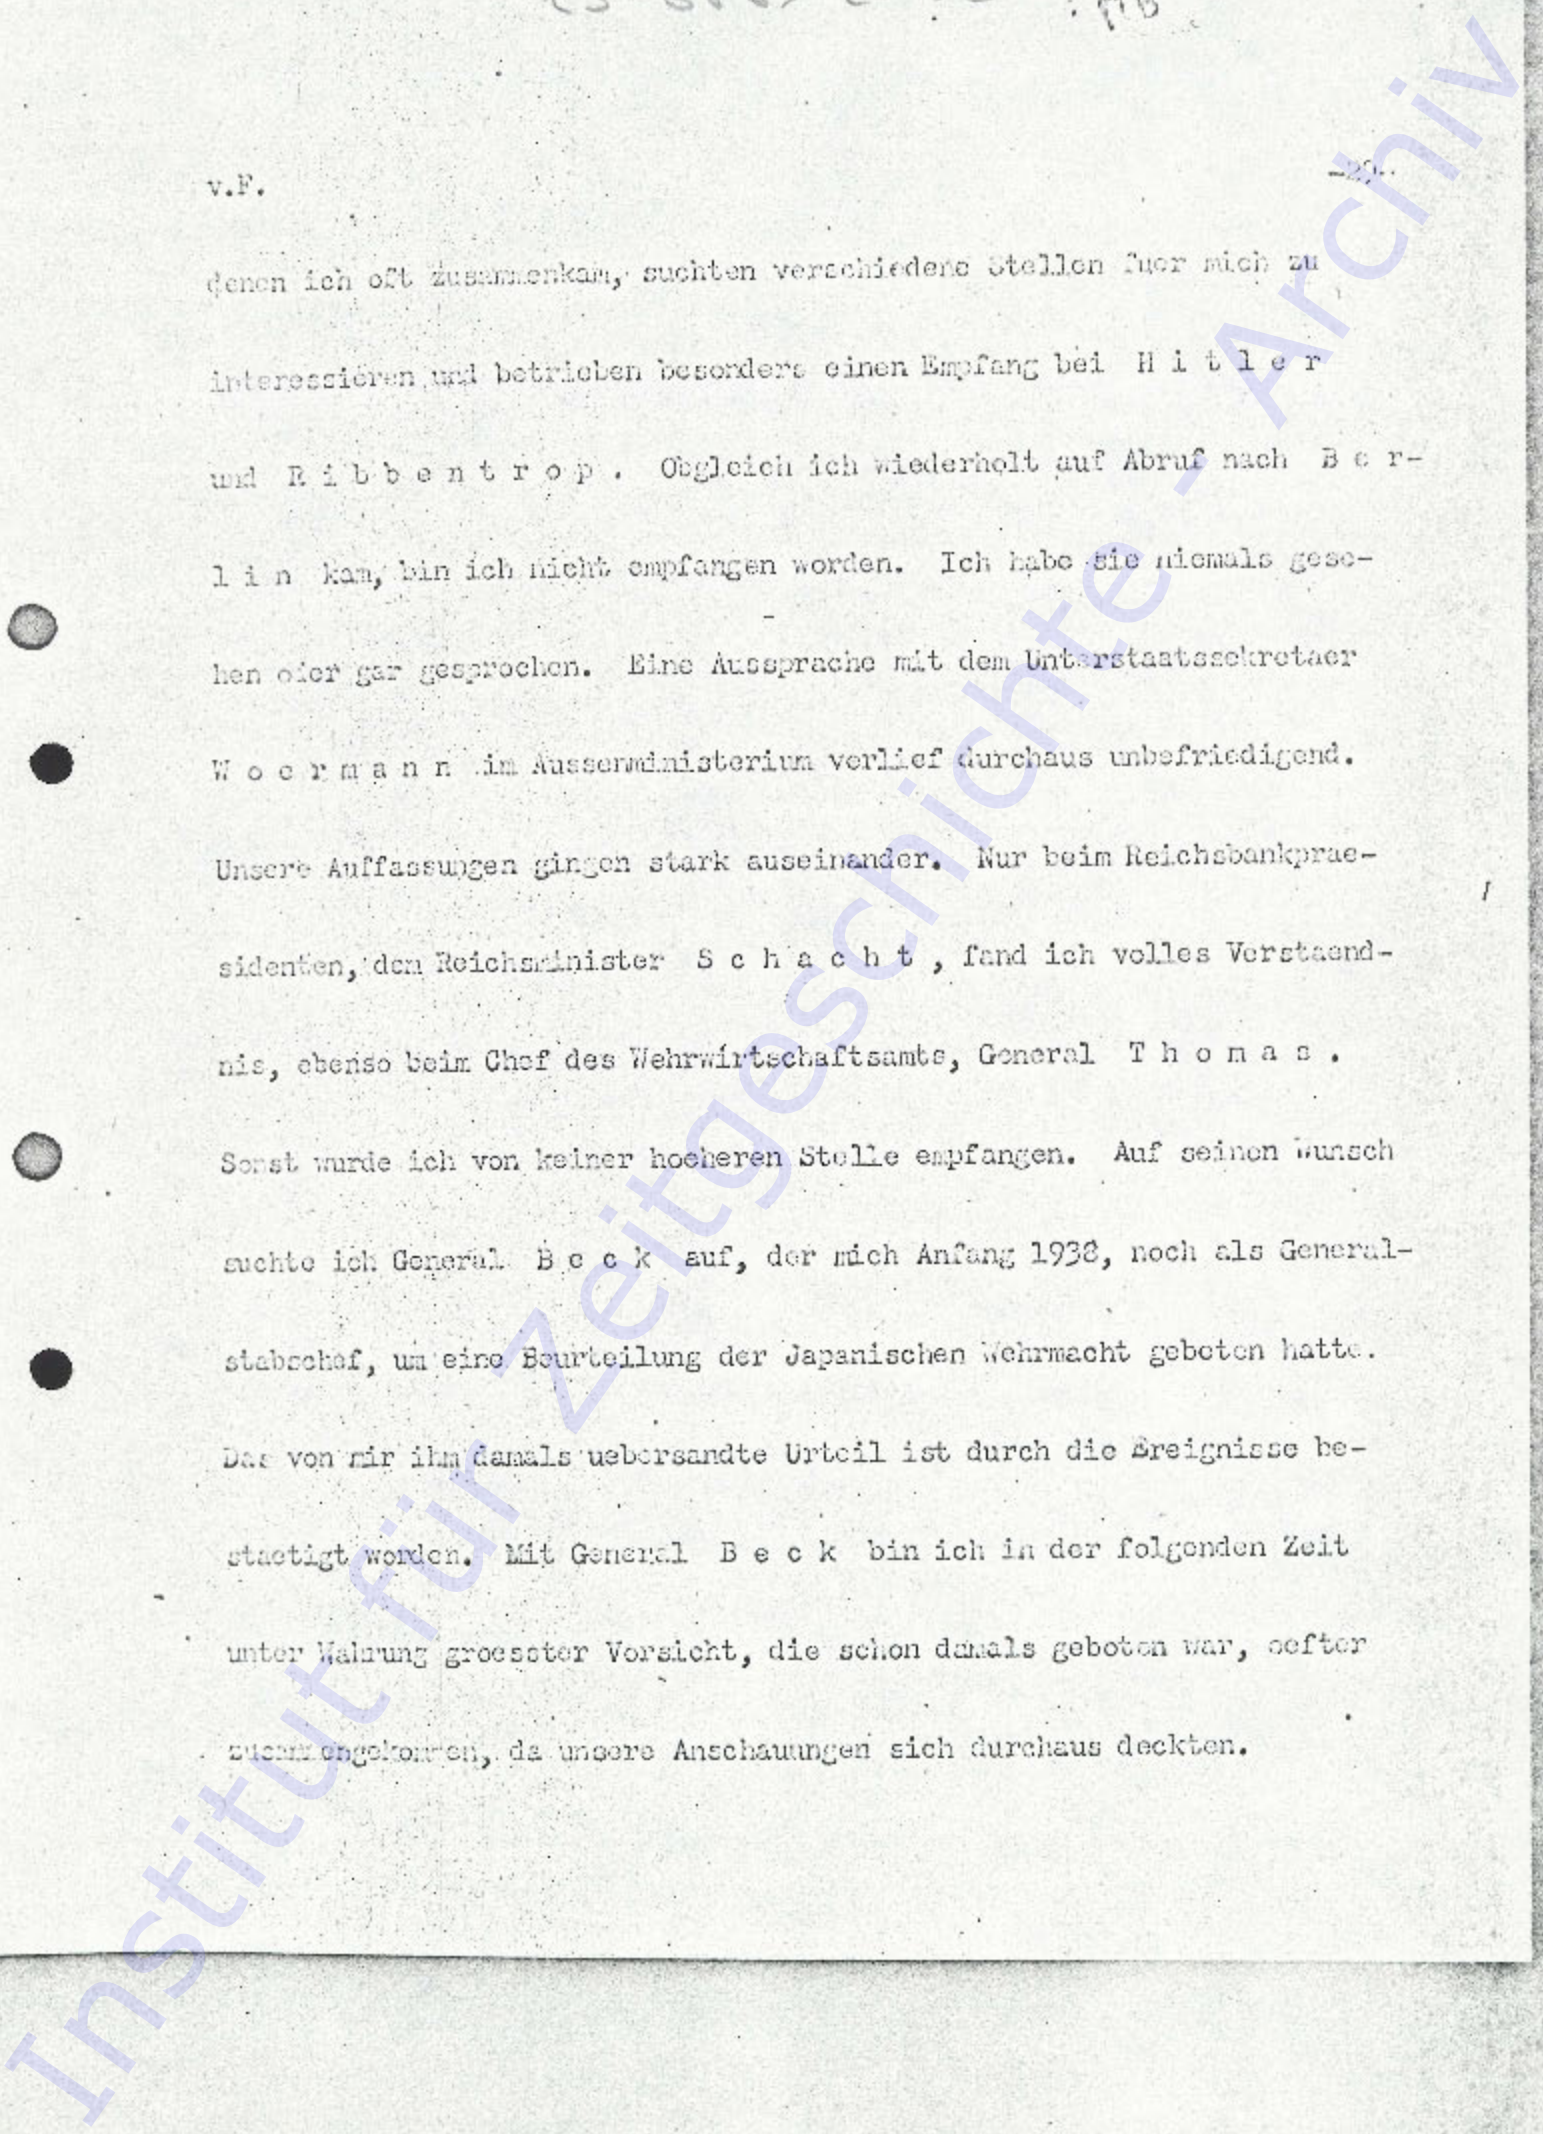 v.F.
-29-
denen ich oft zusammenkam, suchten verschiedene Stellen fuer mich zu
interessieren und betrieben besonders einen Empfang bei H i t l e r
und R i b b e n t r o p . Obgleich ich wiederholt auf Abruf nach B e r-
l i n kam, bin ich nicht empfangen worden. Ich habe sie niemals gese-
hen oder gar gesprochen. Eine Aussprache mit dem Unterstaatssekretaer
W o e r m a n n im Aussenministerium verlief durchaus unbefriedigend.
Unsere Auffassungen gingen stark auseinander. Nur beim Reichsbankprae-
sidenten, dem Reichsminister S c h a c h t , fand ich volles Verstaend-
nis, ebenso beim Chef des Wehrwirtschaftsamts, General T h o m a s .
Sonst wurde ich von keiner hoeheren Stelle empfangen. Auf seinen Wunsch
suchte ich General B e c k auf, der mich Anfang 1938, noch als General-
stabschef, um eine Beurteilung der Japanischen Wehrmacht gebeten hatte.
Das von mir ihm damals uebersandte Urteil ist durch die Ereignisse be-
staetigt worden. Mit General B e c k bin ich in der folgenden Zeit
unter Wahrung groesster Vorsicht, die schon damals geboten war, oefter
zusammengekommen, da unsere Anschauungen sich durchaus deckten.
Institut für Zeitgeschichte - Archiv